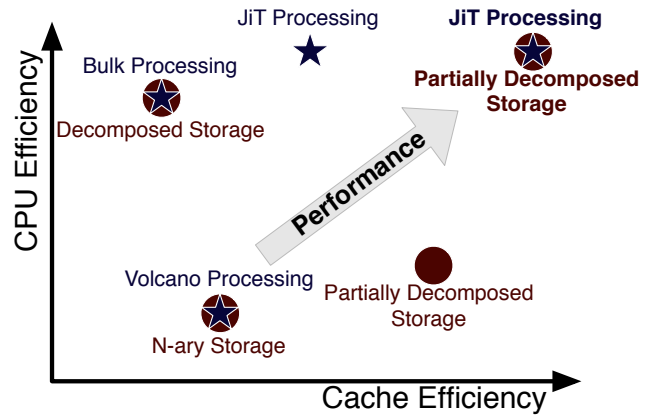 JiT Processing
JiT Processing
Bulk Processing
Partially Decomposed
Storage
Decomposed Storage
CPU Efficiency
Performance
Volcano Processing
Partially Decomposed
Storage
N-ary Storage
Cache Efficiency